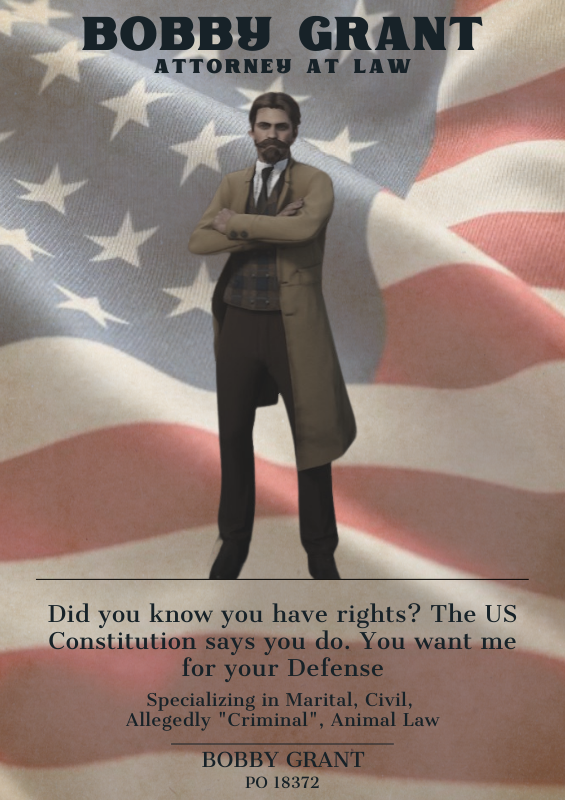 BOBBY GRANT
ATTORNEY AT LAW
Did you know you have rights? The US
Constitution says you do. You want me
for your Defense
Specializing in Marital, Civil,
Allegedly "Criminal", Animal Law
BOBBY GRANT
PO 18372